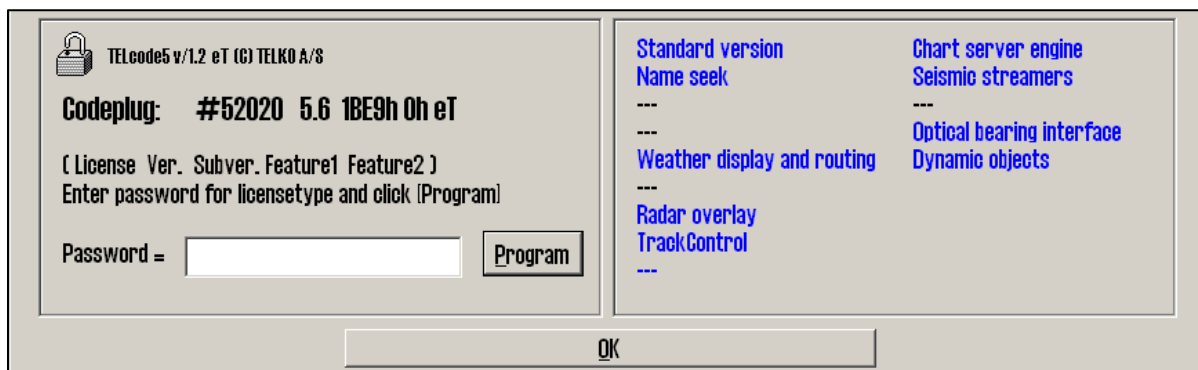 TELcode5 v/1.2 eT (C) TELKO A/S
Codeplug: #52020 5.6 1BE9h 0h eT
( License Ver. Subver. Feature1 Feature2 )
Enter password for licensetype and click [Program]
Password =
Program
Standard version
Name seek
---
---
Weather display and routing
---
Radar overlay
TrackControl
---
Chart server engine
Seismic streamers
---
Optical bearing interface
Dynamic objects
OK